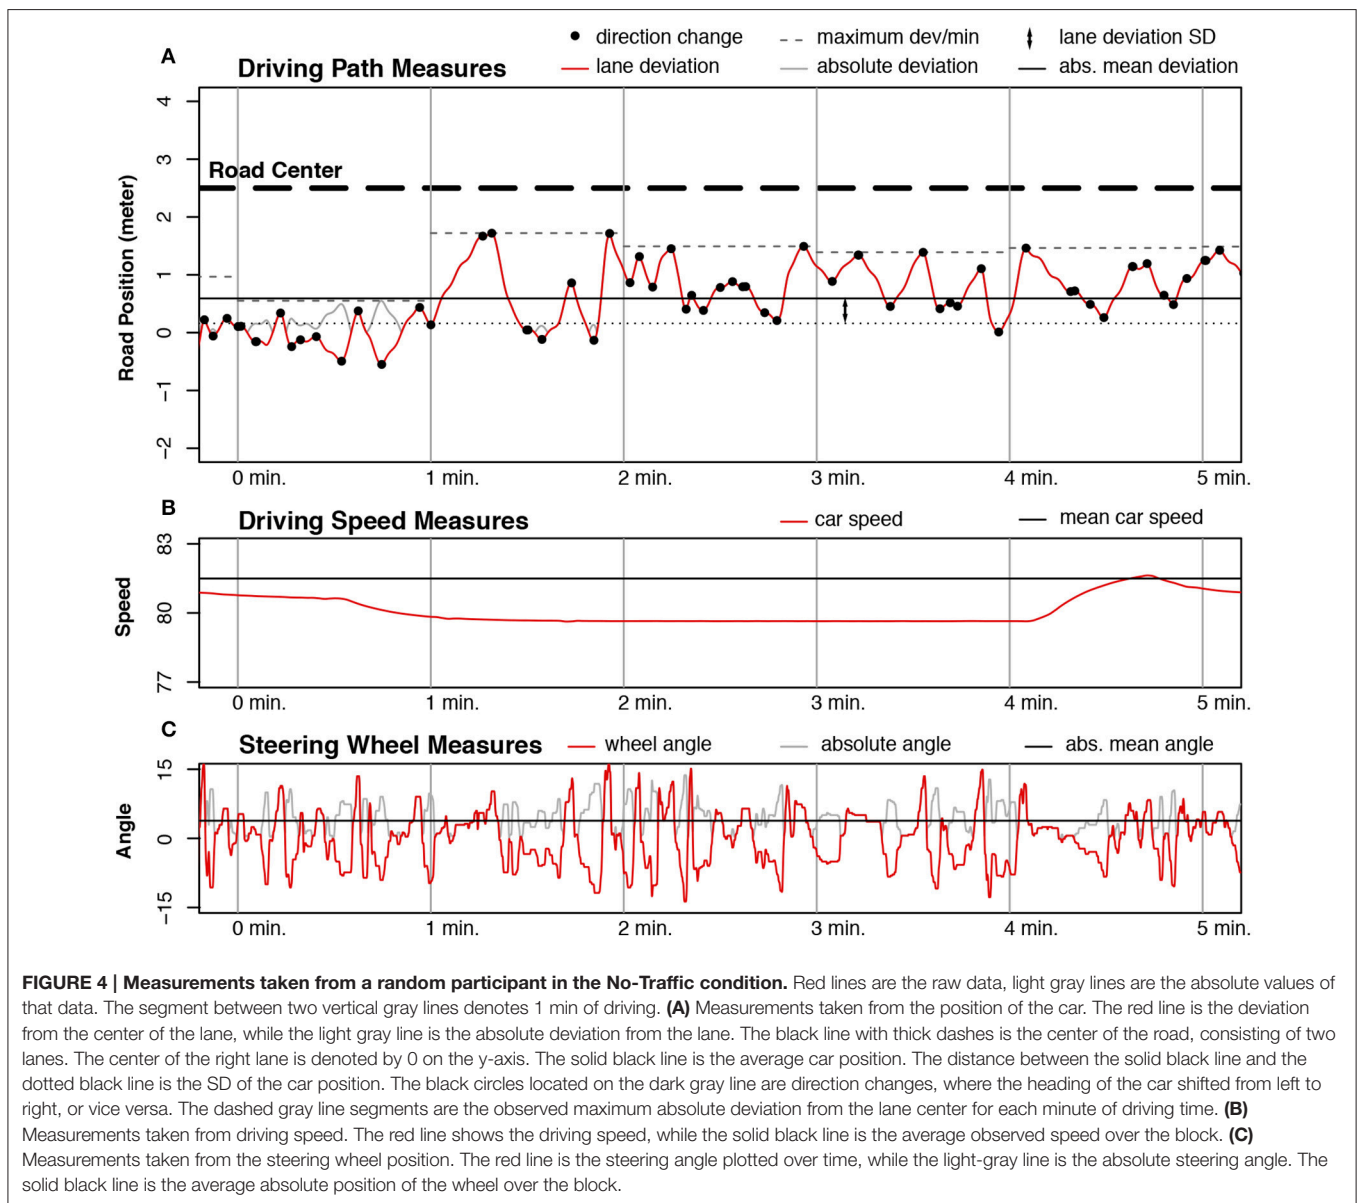 direction change
maximum dev/min
lane deviation SD
A
Driving Path Measures
lane deviation
absolute deviation
abs. mean deviation
Road Position (meter)
4
3
2
1
0
−1
−2
Road Center
0 min.
1 min.
2 min.
3 min.
4 min.
5 min.
B
Driving Speed Measures
car speed
mean car speed
Speed
83
80
77
0 min.
1 min.
2 min.
3 min.
4 min.
5 min.
C
Steering Wheel Measures
wheel angle
absolute angle
abs. mean angle
Angle
15
0
−15
0 min.
1 min.
2 min.
3 min.
4 min.
5 min.
FIGURE 4 | Measurements taken from a random participant in the No-Traffic condition. Red lines are the raw data, light gray lines are the absolute values of
that data. The segment between two vertical gray lines denotes 1 min of driving. (A) Measurements taken from the position of the car. The red line is the deviation
from the center of the lane, while the light gray line is the absolute deviation from the lane. The black line with thick dashes is the center of the road, consisting of two
lanes. The center of the right lane is denoted by 0 on the y-axis. The solid black line is the average car position. The distance between the solid black line and the
dotted black line is the SD of the car position. The black circles located on the dark gray line are direction changes, where the heading of the car shifted from left to
right, or vice versa. The dashed gray line segments are the observed maximum absolute deviation from the lane center for each minute of driving time. (B)
Measurements taken from driving speed. The red line shows the driving speed, while the solid black line is the average observed speed over the block. (C)
Measurements taken from the steering wheel position. The red line is the steering angle plotted over time, while the light-gray line is the absolute steering angle. The
solid black line is the average absolute position of the wheel over the block.